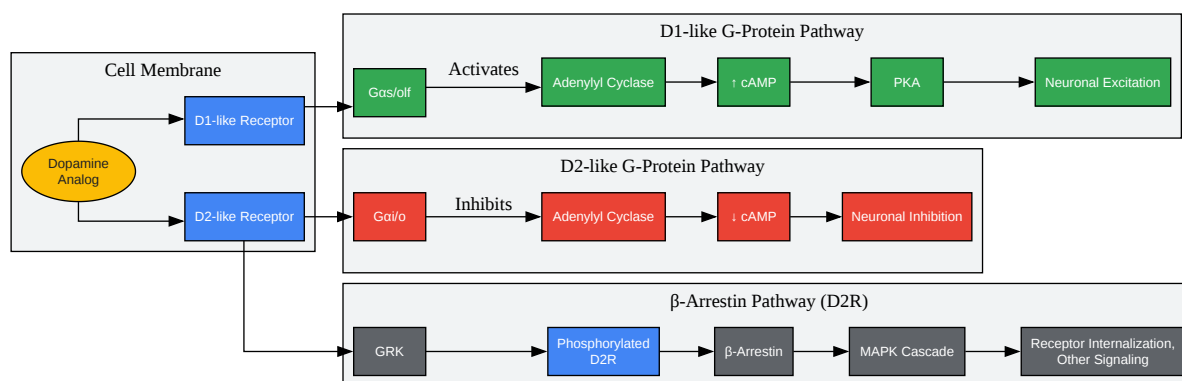 D1-like G-Protein Pathway
Cell Membrane
Gαs/olf
Activates
Adenylyl Cyclase
↑ cAMP
PKA
Neuronal Excitation
D1-like Receptor
Dopamine
Analog
D2-like G-Protein Pathway
D2-like Receptor
Gαi/o
Inhibits
Adenylyl Cyclase
↓ cAMP
Neuronal Inhibition
β-Arrestin Pathway (D2R)
GRK
Phosphorylated
D2R
β-Arrestin
MAPK Cascade
Receptor Internalization,
Other Signaling